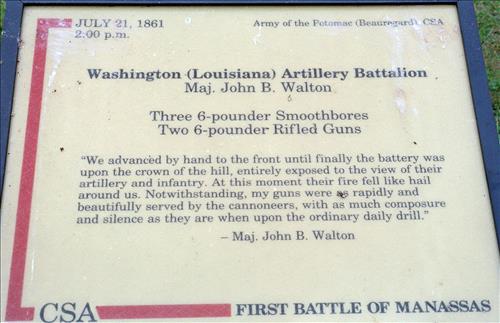 JULY 21, 1861
2:00 p.m.
Army of the Potomac (Beauregard), CSA
Washington (Louisiana) Artillery Battalion
Maj. John B. Walton
Three 6-pounder Smoothbores
Two 6-pounder Rifled Guns
"We advanced by hand to the front until finally the battery was
upon the crown of the hill, entirely exposed to the view of their
artillery and infantry. At this moment their fire fell like hail
around us. Notwithstanding, my guns were as rapidly and
beautifully served by the cannoneers, with as much composure
and silence as they are when upon the ordinary daily drill."
– Maj. John B. Walton
CSA
FIRST BATTLE OF MANASSAS